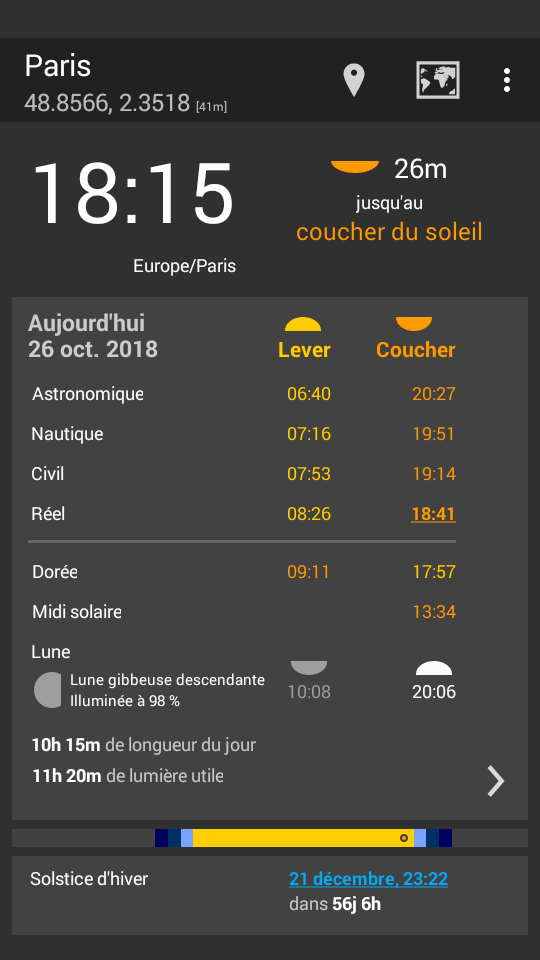 Paris
48.8566, 2.3518 [41m]
18:15
26m
jusqu'au
coucher du soleil
Europe/Paris
Aujourd'hui
26 oct. 2018
Lever Coucher
Astronomique 06:40 20:27
Nautique 07:16 19:51
Civil 07:53 19:14
Réel 08:26 18:41
Dorée 09:11 17:57
Midi solaire 13:34
Lune
Lune gibbeuse descendante
Illuminée à 98 %
10:08 20:06
10h 15m de longueur du jour
11h 20m de lumière utile
Solstice d'hiver 21 décembre, 23:22
dans 56j 6h